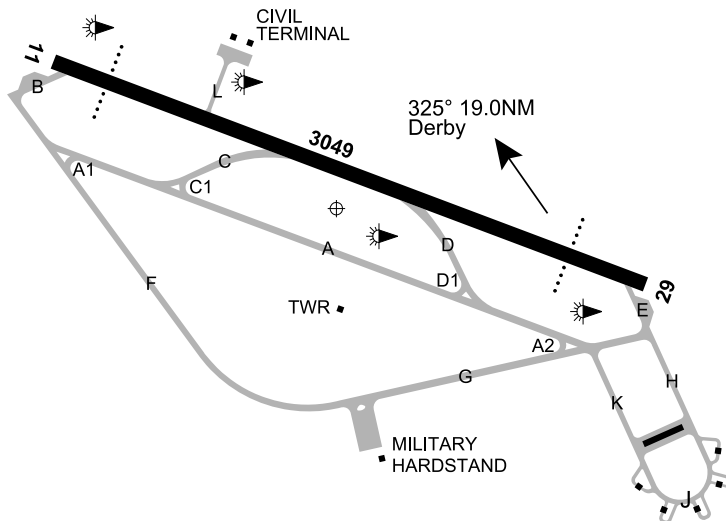 CIVIL
TERMINAL
11
B
L
325° 19.0NM
Derby
3049
A1
C
C1
A
D
D1
F
29
E
TWR
A2
G
H
K
MILITARY
HARDSTAND
J